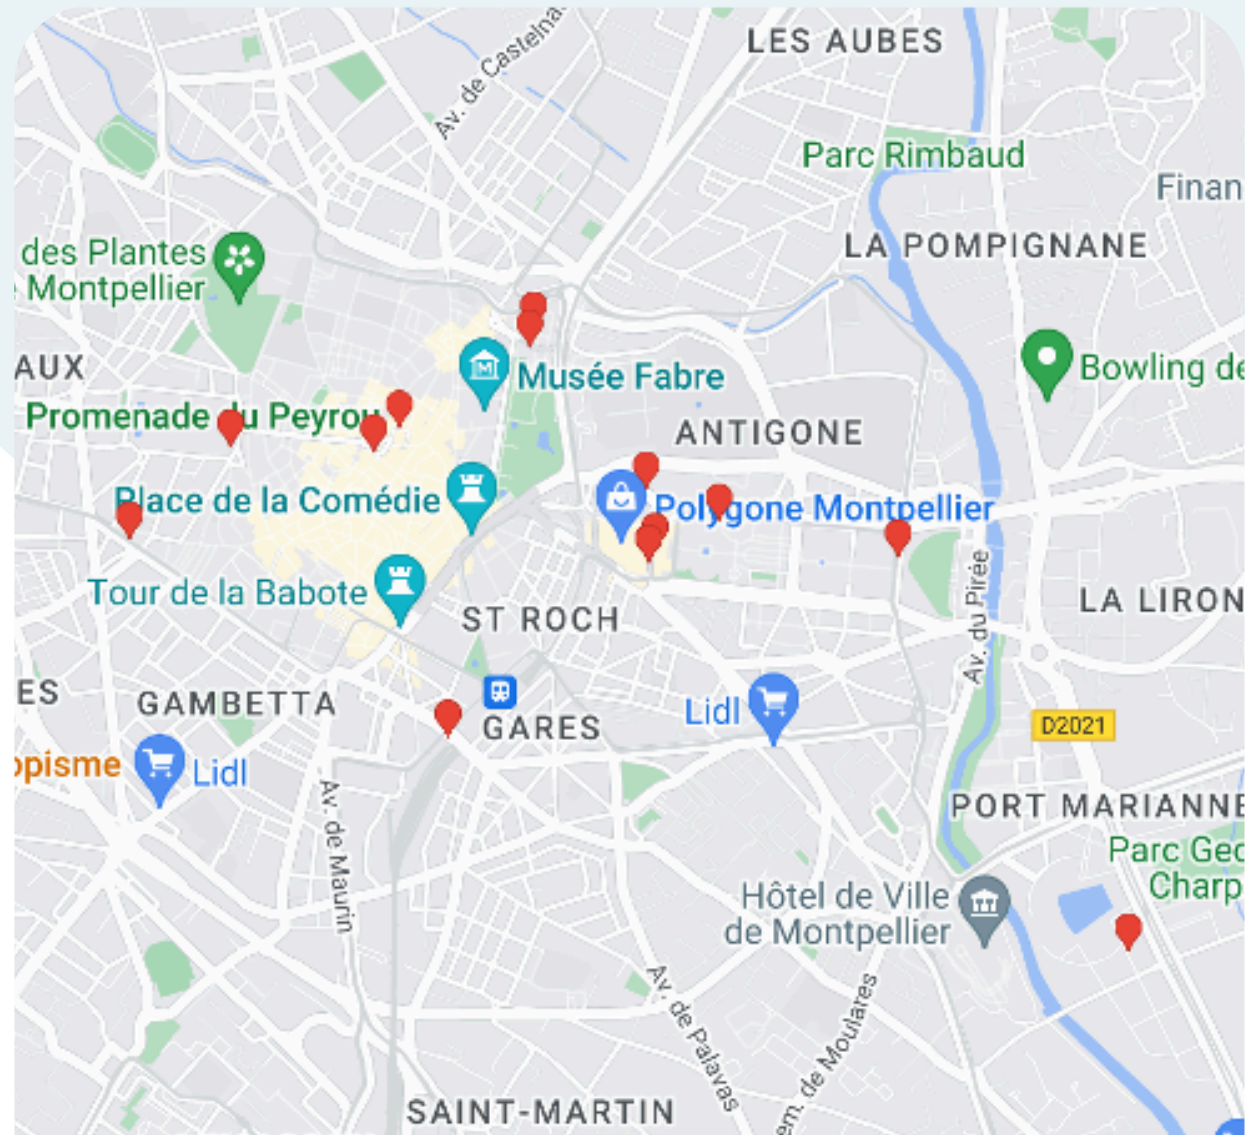 LES AUBES
Av. de Castelna
Parc Rimbaud
Finan
des Plantes
Montpellier
LA POMPIGNANE
AUX
Musée Fabre
Bowling de
Promenade du Peyrou
ANTIGONE
Place de la Comédie
Polygone Montpellier
Tour de la Babote
ST ROCH
Av. du Pirée
LA LIRON
ES
GAMBETTA
Lidl
GARES
D2021
opisme
Lidl
Av. de Maurin
PORT MARIANNE
Parc Geo
Charp
Hôtel de Ville
de Montpellier
Av. de Palavas
em. de Moulares
SAINT-MARTIN